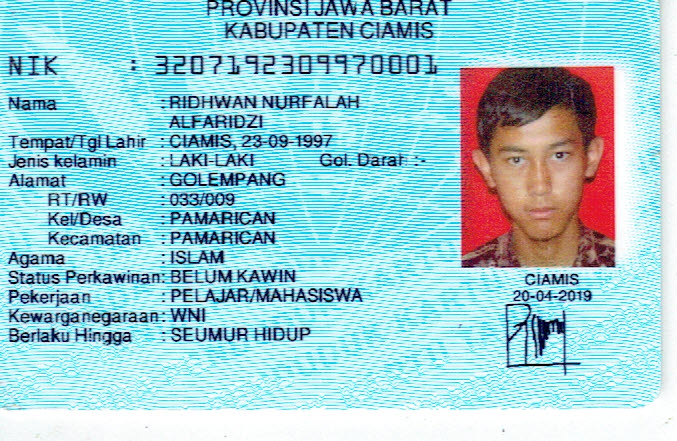 PROVINSI JAWA BARAT
KABUPATEN CIAMIS
NIK : 3207192309970001
Nama : RIDHWAN NURFALAH
ALFARIDZI
Tempat/Tgl Lahir : CIAMIS, 23-09-1997
Jenis kelamin : LAKI-LAKI Gol. Darah :-
Alamat : GOLEMPANG
RT/RW : 033/009
Kel/Desa : PAMARICAN
Kecamatan : PAMARICAN
Agama : ISLAM
Status Perkawinan: BELUM KAWIN
Pekerjaan : PELAJAR/MAHASISWA
Kewarganegaraan: WNI
Berlaku Hingga : SEUMUR HIDUP
CIAMIS
20-04-2019